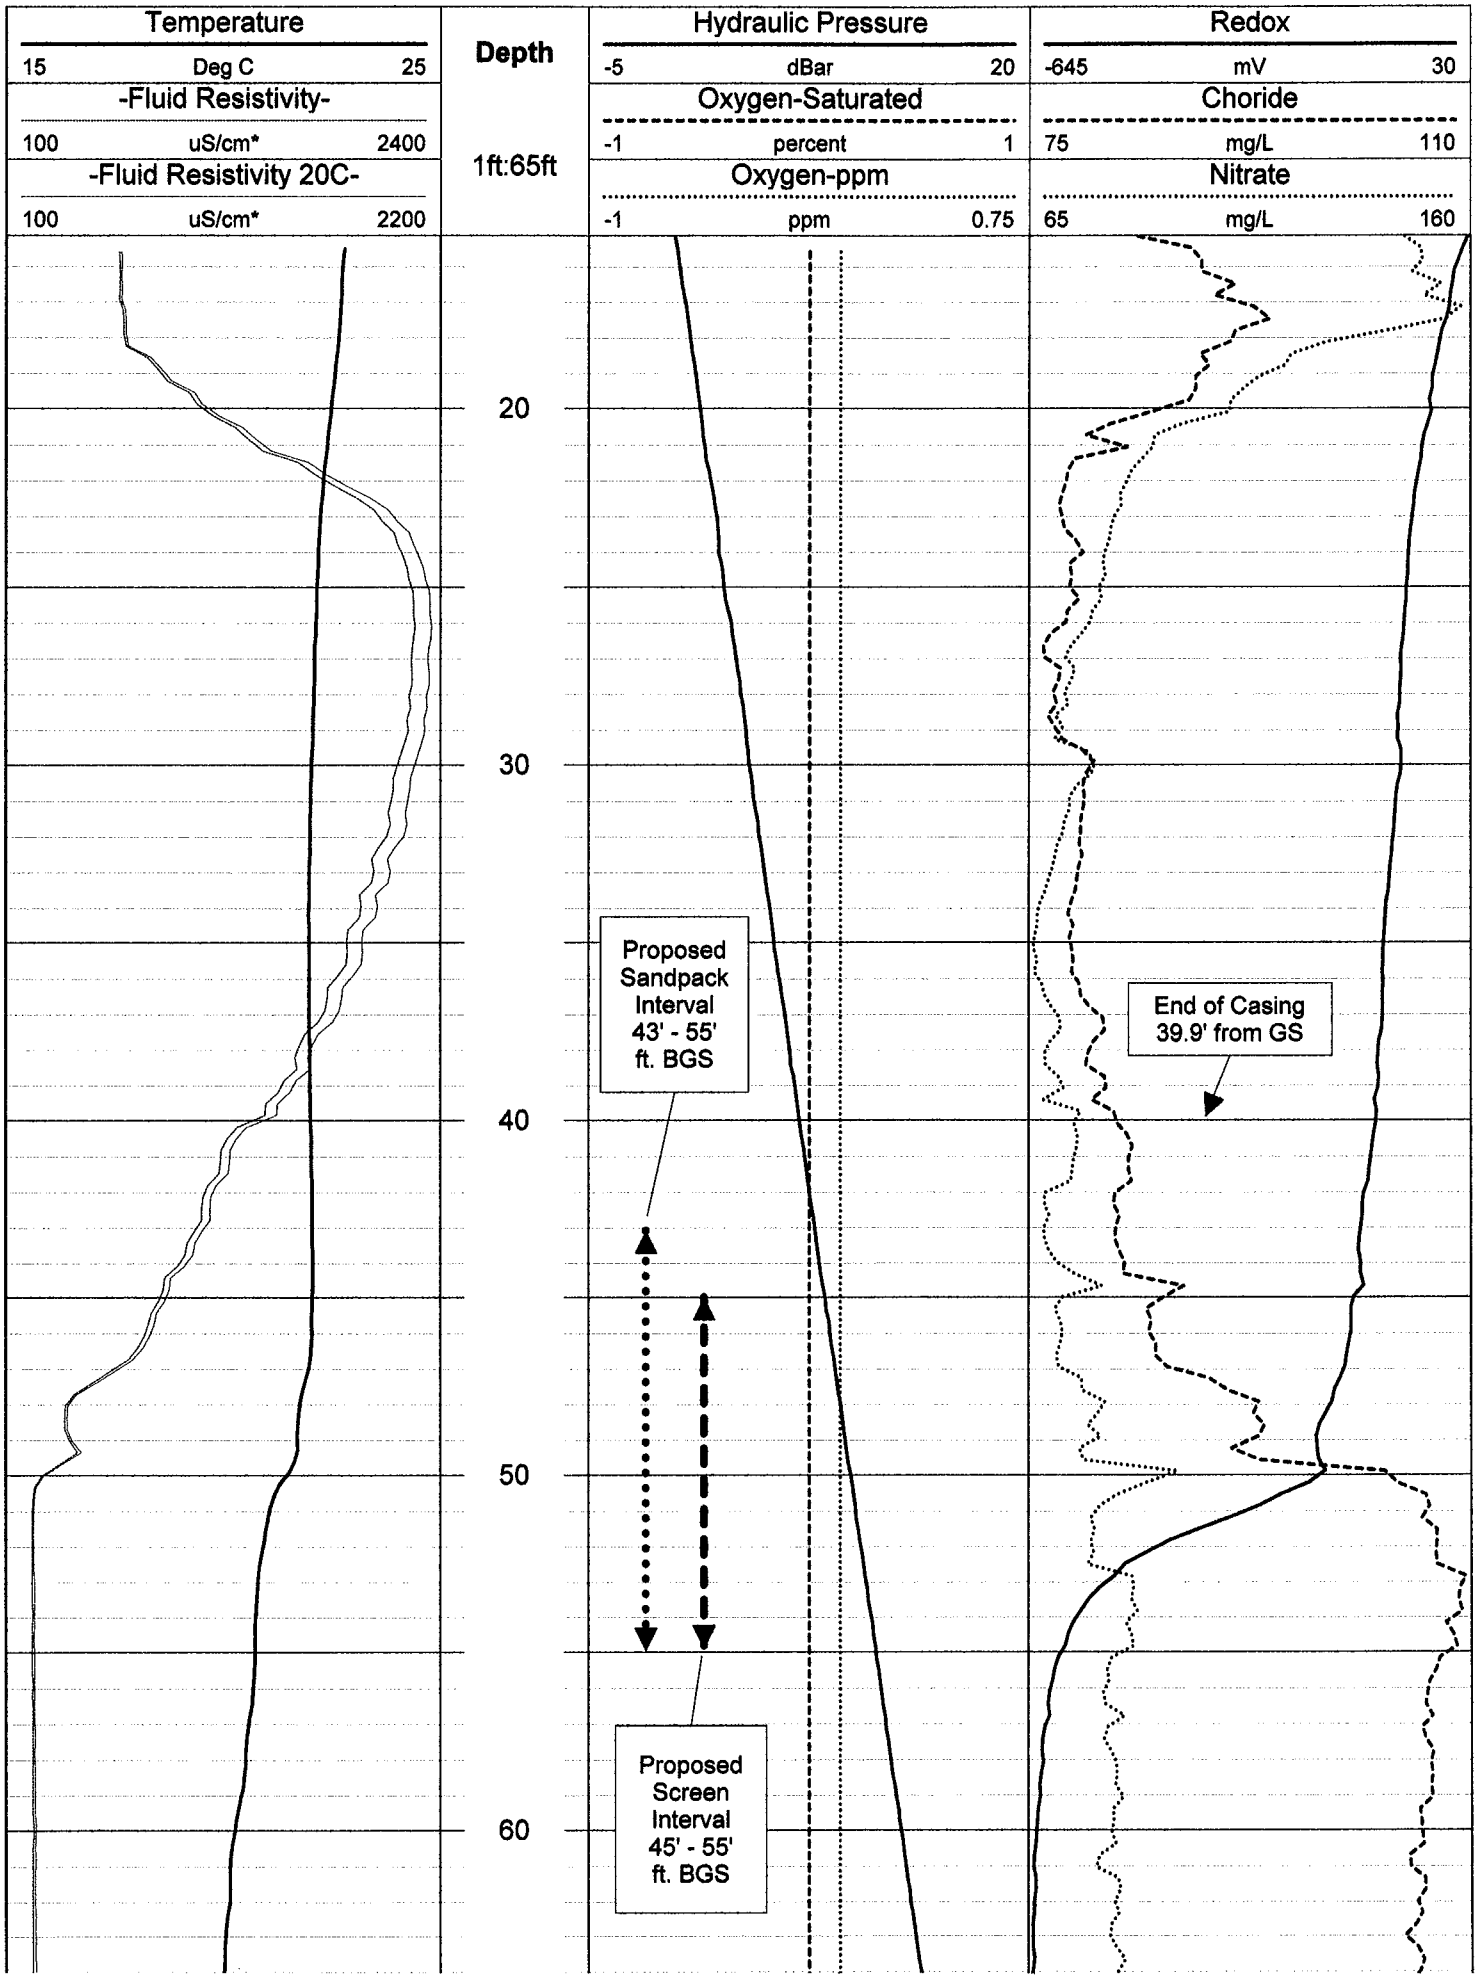 Temperature
15 Deg C 25
-Fluid Resistivity-
100 uS/cm* 2400
-Fluid Resistivity 20C-
100 uS/cm* 2200
Depth
1ft:65ft
Hydraulic Pressure
-5 dBar 20
Oxygen-Saturated
-1 percent 1
Oxygen-ppm
-1 ppm 0.75
Redox
-645 mV 30
Choride
75 mg/L 110
Nitrate
65 mg/L 160
20
30
Proposed
Sandpack
Interval
43' - 55'
ft. BGS
End of Casing
39.9' from GS
40
50
Proposed
Screen
Interval
45' - 55'
ft. BGS
60